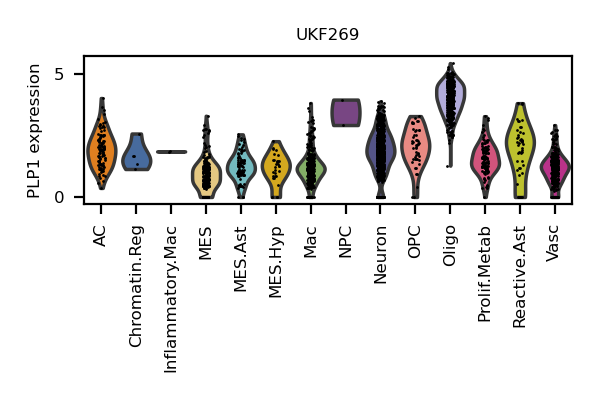 UKF269
PLP1 expression
5
0
AC
Chromatin.Reg
Inflammatory.Mac
MES
MES.Ast
MES.Hyp
Mac
NPC
Neuron
OPC
Oligo
Prolif.Metab
Reactive.Ast
Vasc